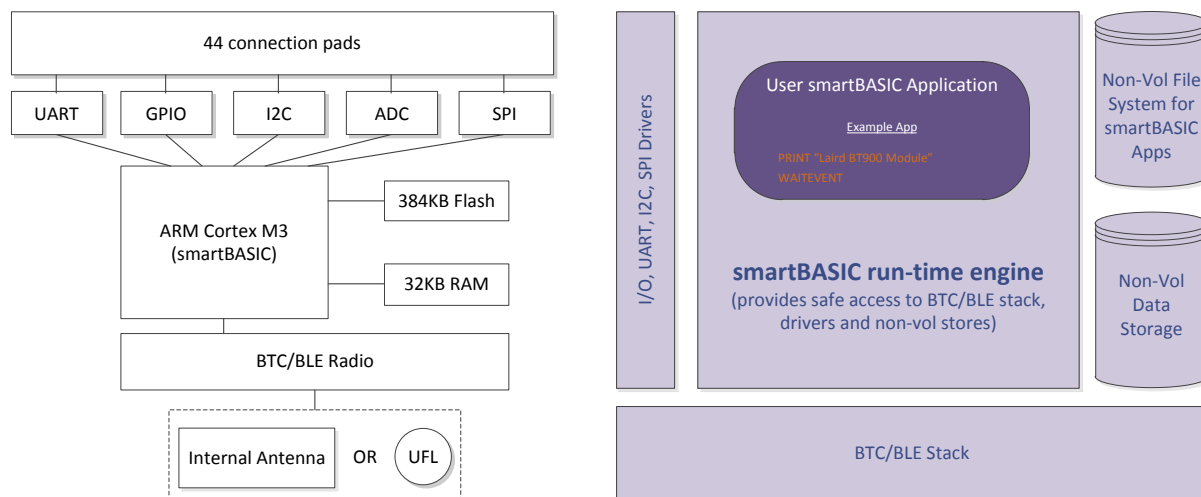 44 connection pads
UART
GPIO
I2C
ADC
SPI
ARM Cortex M3
(smartBASIC)
384KB Flash
32KB RAM
BTC/BLE Radio
Internal Antenna
OR
UFL
I/O, UART, I2C, SPI Drivers
User smartBASIC Application
Example App
PRINT “Laird BT900 Module”
WAITEVENT
smartBASIC run-time engine
(provides safe access to BTC/BLE stack,
drivers and non-vol stores)
Non-Vol File
System for
smartBASIC
Apps
Non-Vol
Data
Storage
BTC/BLE Stack